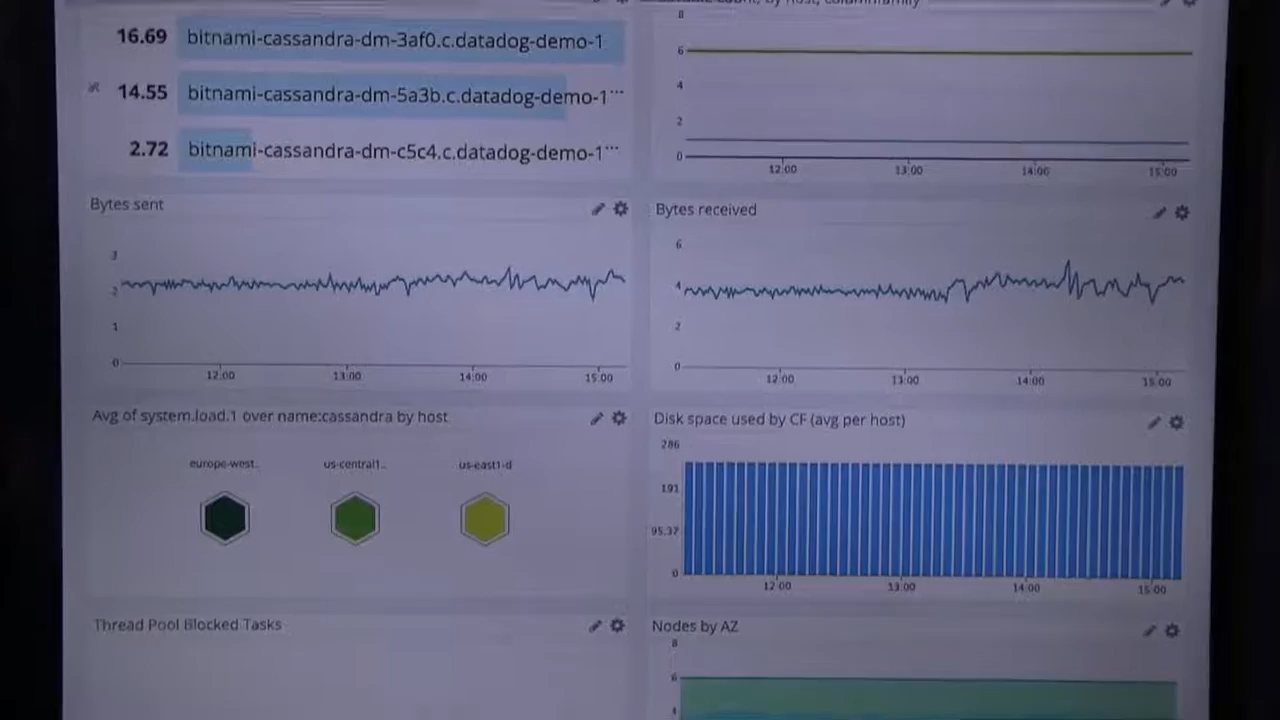 16.69 bitnami-cassandra-dm-3af0.c.datadog-demo-1
14.55 bitnami-cassandra-dm-5a3b.c.datadog-demo-1...
2.72 bitnami-cassandra-dm-c5c4.c.datadog-demo-1...
8
6
4
2
0
12:00 13:00 14:00 15:00
Bytes sent
3
2
1
0
12:00 13:00 14:00 15:00
Bytes received
6
4
2
0
12:00 13:00 14:00 15:00
Avg of system.load.1 over name:cassandra by host
europe-west.. us-central1.. us-east1-d
Disk space used by CF (avg per host)
286
191
95.37
0
12:00 13:00 14:00 15:00
Thread Pool Blocked Tasks
Nodes by AZ
8
6
4